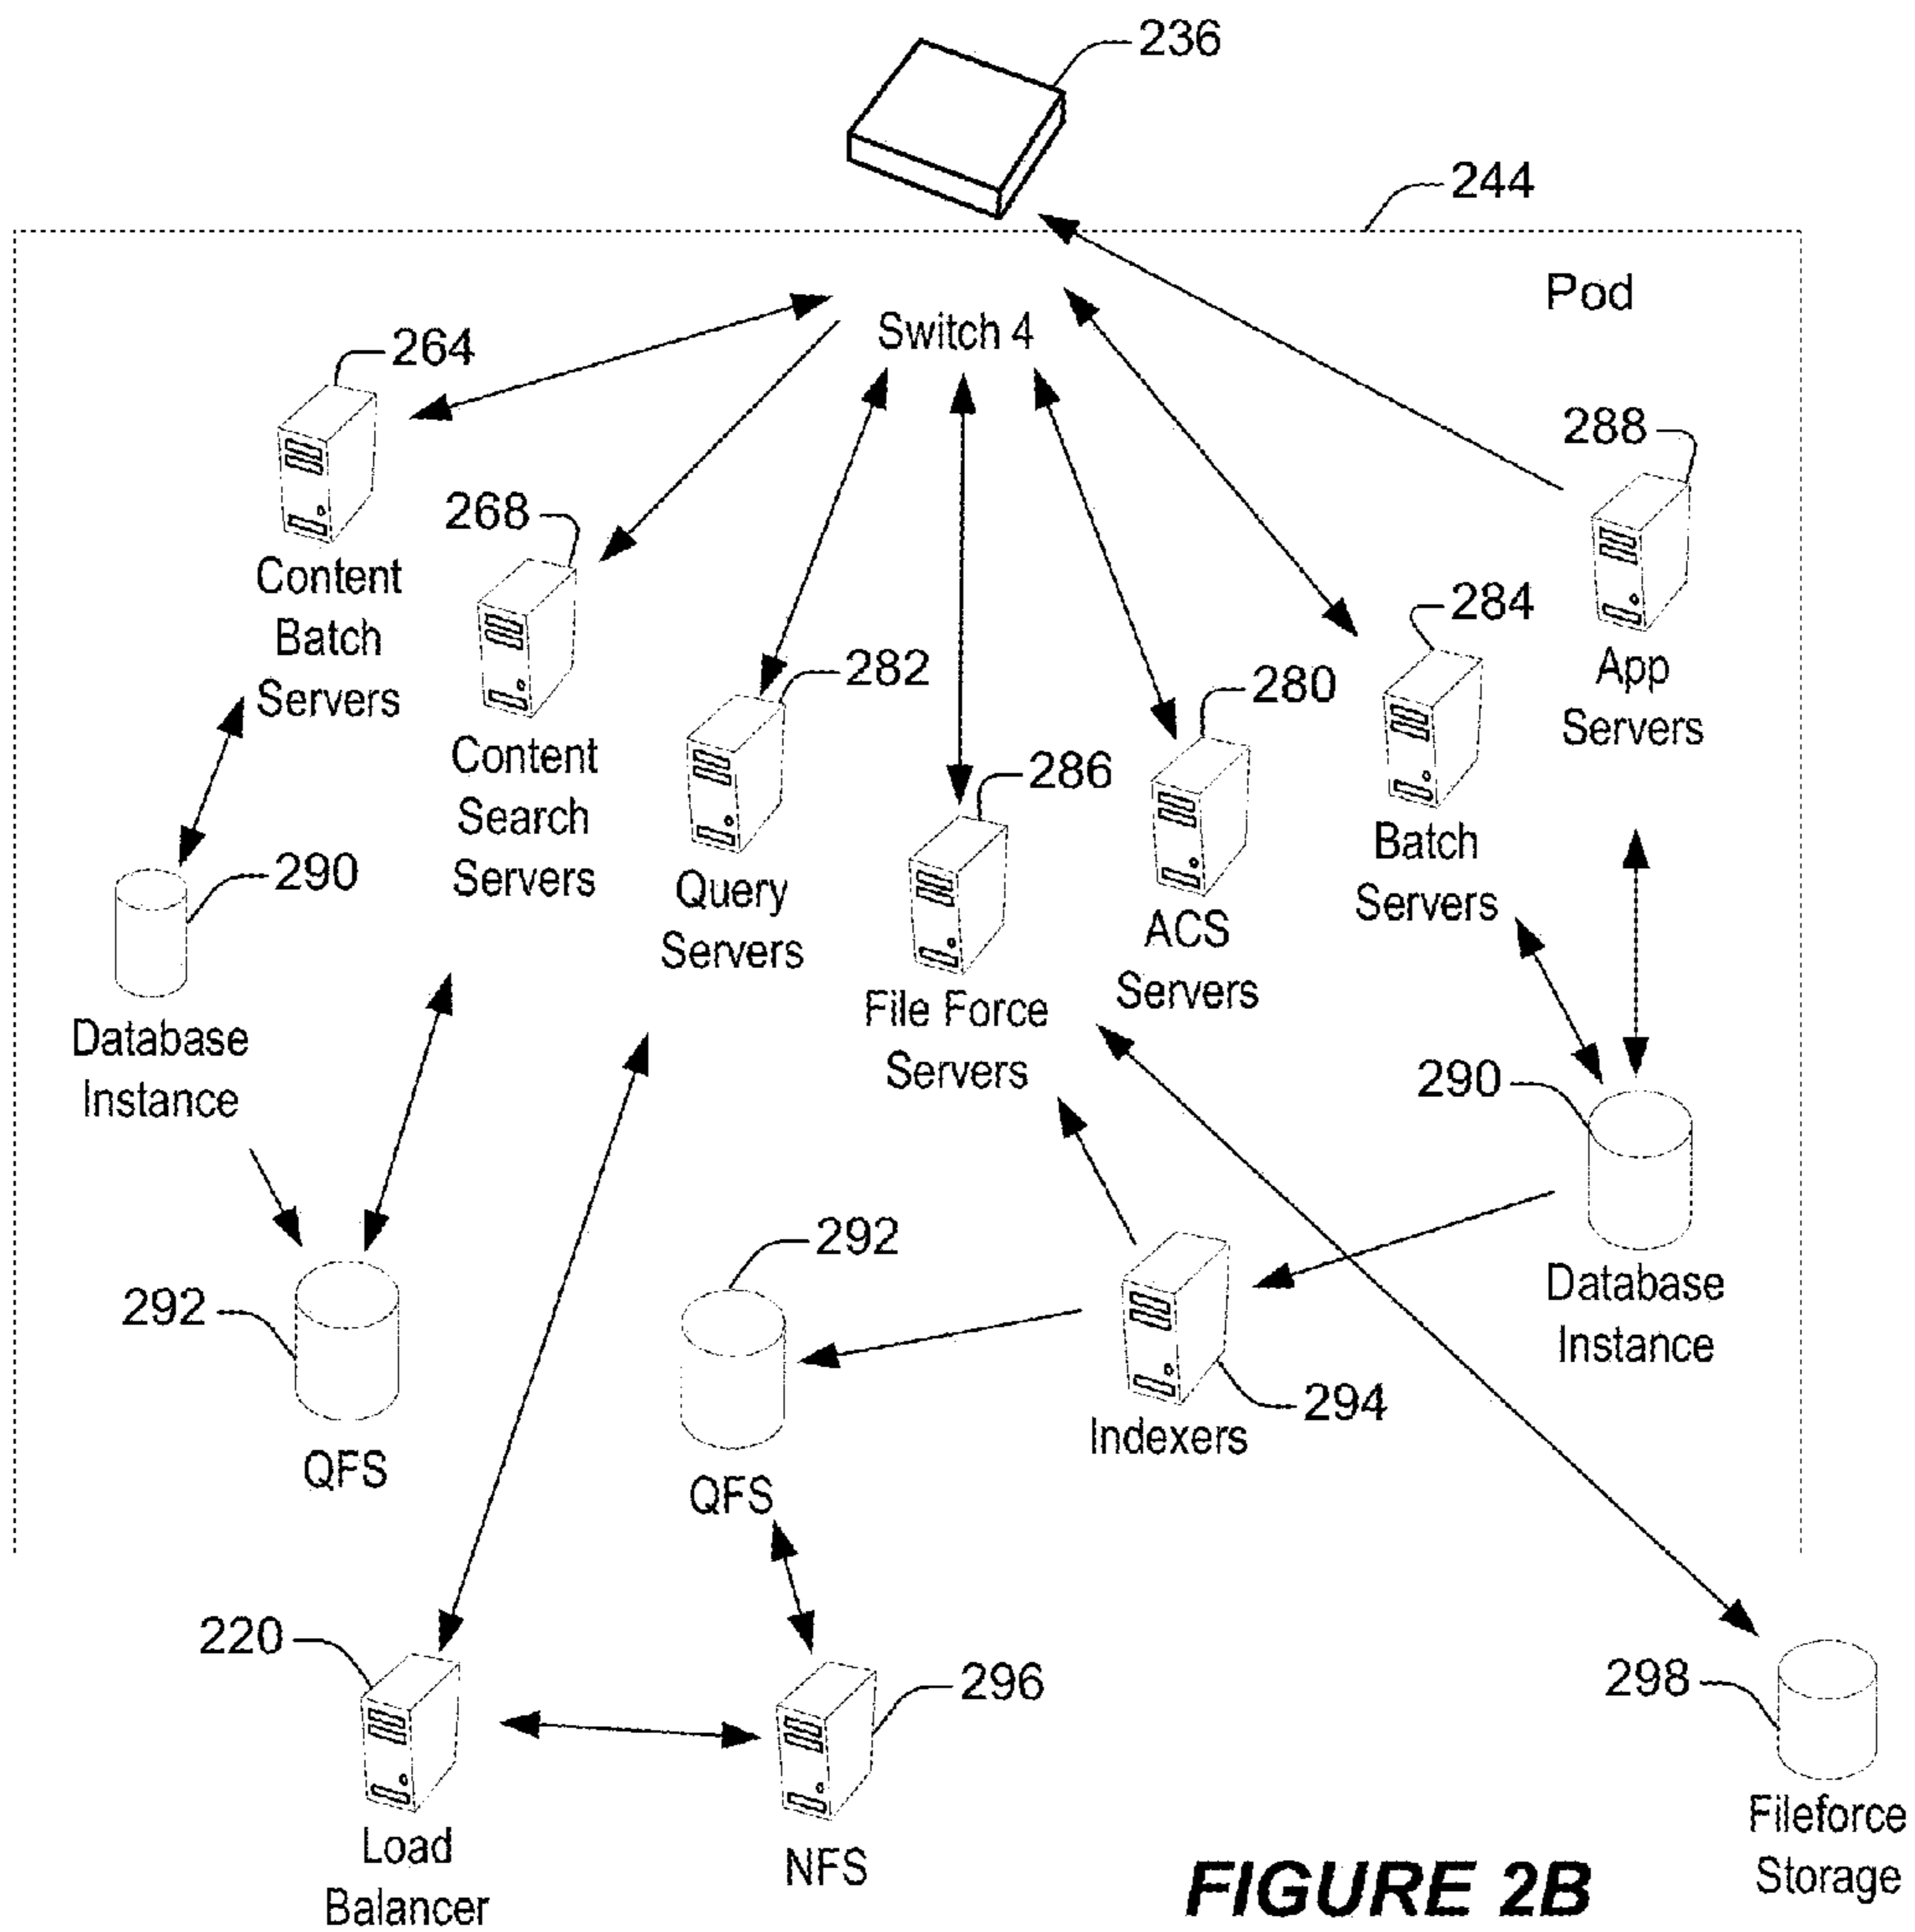 236
244
Pod
Switch 4
264
288
268
Content
Batch
Servers
284
282
280
App
Servers
Content
Search
Servers
286
Batch
Servers
290
Query
Servers
ACS
Servers
File Force
Servers
Database
Instance
290
292
292
Database
Instance
294
Indexers
QFS
QFS
220
296
298
Load
Balancer
NFS
Fileforce
Storage
FIGURE 2B